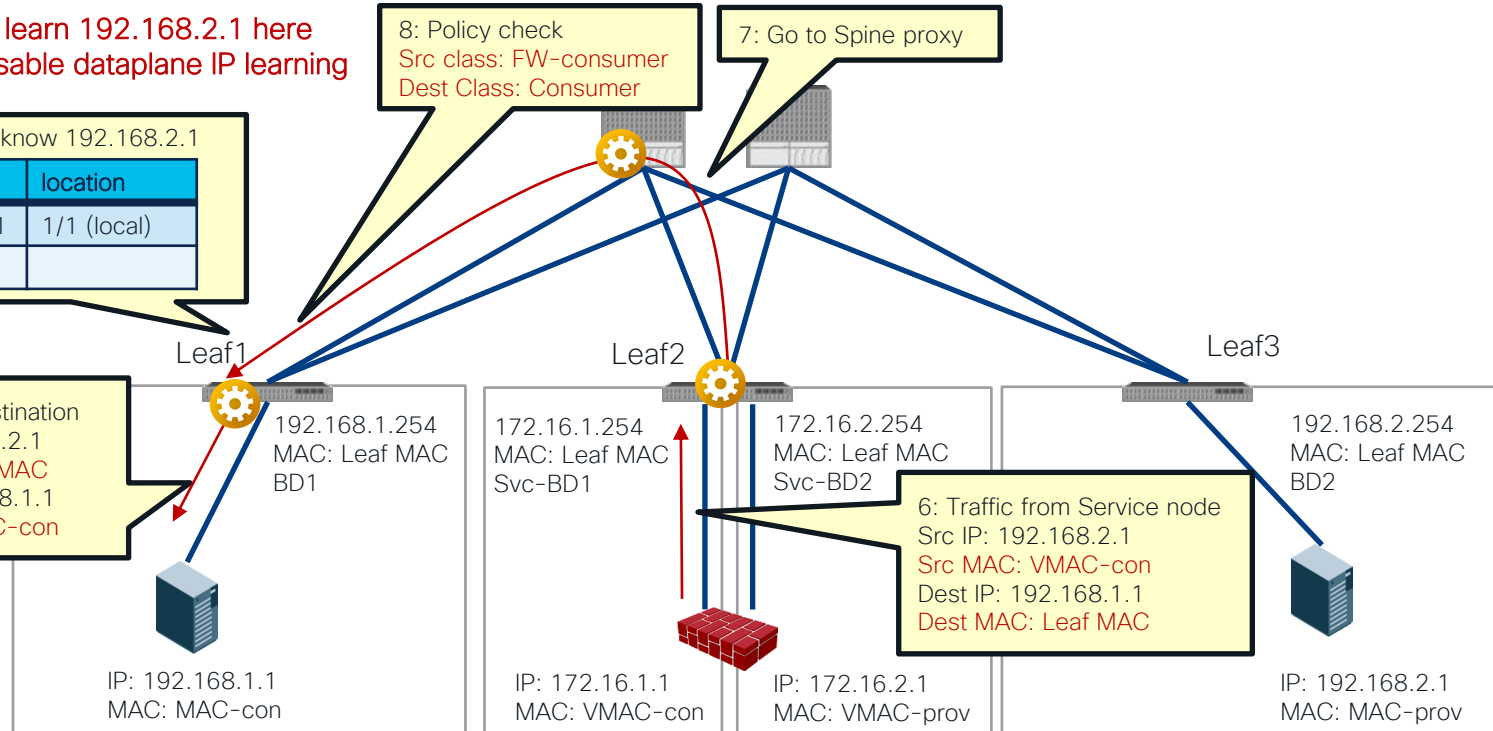 learn 192.168.2.1 here
sable dataplane IP learning
8: Policy check
Src class: FW-consumer
Dest Class: Consumer
7: Go to Spine proxy
know 192.168.2.1
location
1
1/1 (local)
Leaf1
Leaf2
Leaf3
stination
.2.1
MAC
8.1.1
C-con
192.168.1.254
MAC: Leaf MAC
BD1
172.16.1.254
MAC: Leaf MAC
Svc-BD1
172.16.2.254
MAC: Leaf MAC
Svc-BD2
192.168.2.254
MAC: Leaf MAC
BD2
6: Traffic from Service node
Src IP: 192.168.2.1
Src MAC: VMAC-con
Dest IP: 192.168.1.1
Dest MAC: Leaf MAC
IP: 192.168.1.1
MAC: MAC-con
IP: 172.16.1.1
MAC: VMAC-con
IP: 172.16.2.1
MAC: VMAC-prov
IP: 192.168.2.1
MAC: MAC-prov